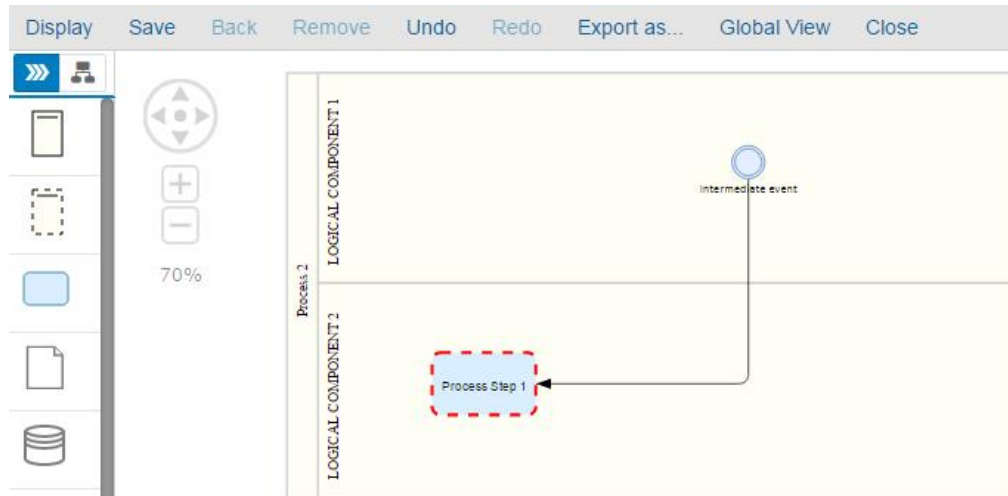 Display Save Back Remove Undo Redo Export as... Global View Close
70%
Process 2
LOGICAL COMPONENT 1
Intermediate event
LOGICAL COMPONENT 2
Process Step 1